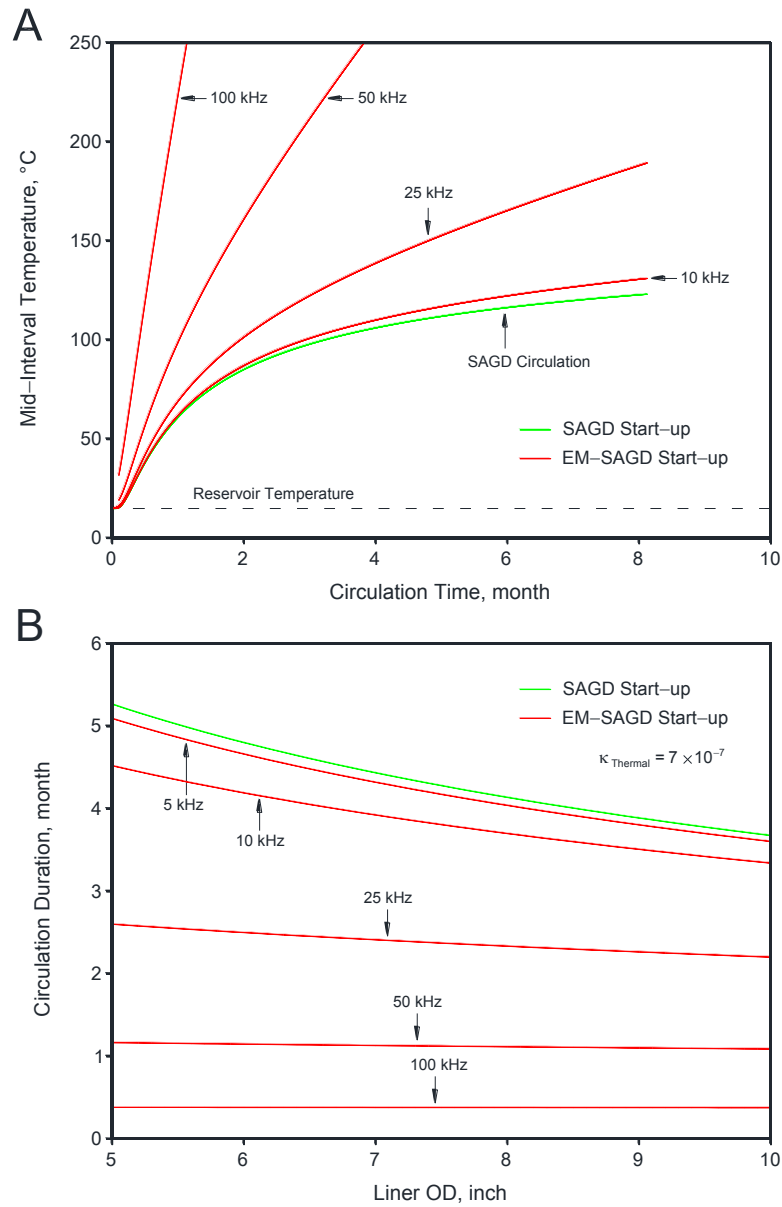 A
250
200
150
100
50
0
Mid–Interval Temperature, °C
100 kHz
50 kHz
25 kHz
10 kHz
SAGD Circulation
SAGD Start–up
EM–SAGD Start–up
Reservoir Temperature
0 2 4 6 8 10
Circulation Time, month
B
6
5
4
3
2
1
0
Circulation Duration, month
SAGD Start–up
EM–SAGD Start–up
κ Thermal = 7 × 10⁻⁷
5 kHz
10 kHz
25 kHz
50 kHz
100 kHz
5 6 7 8 9 10
Liner OD, inch